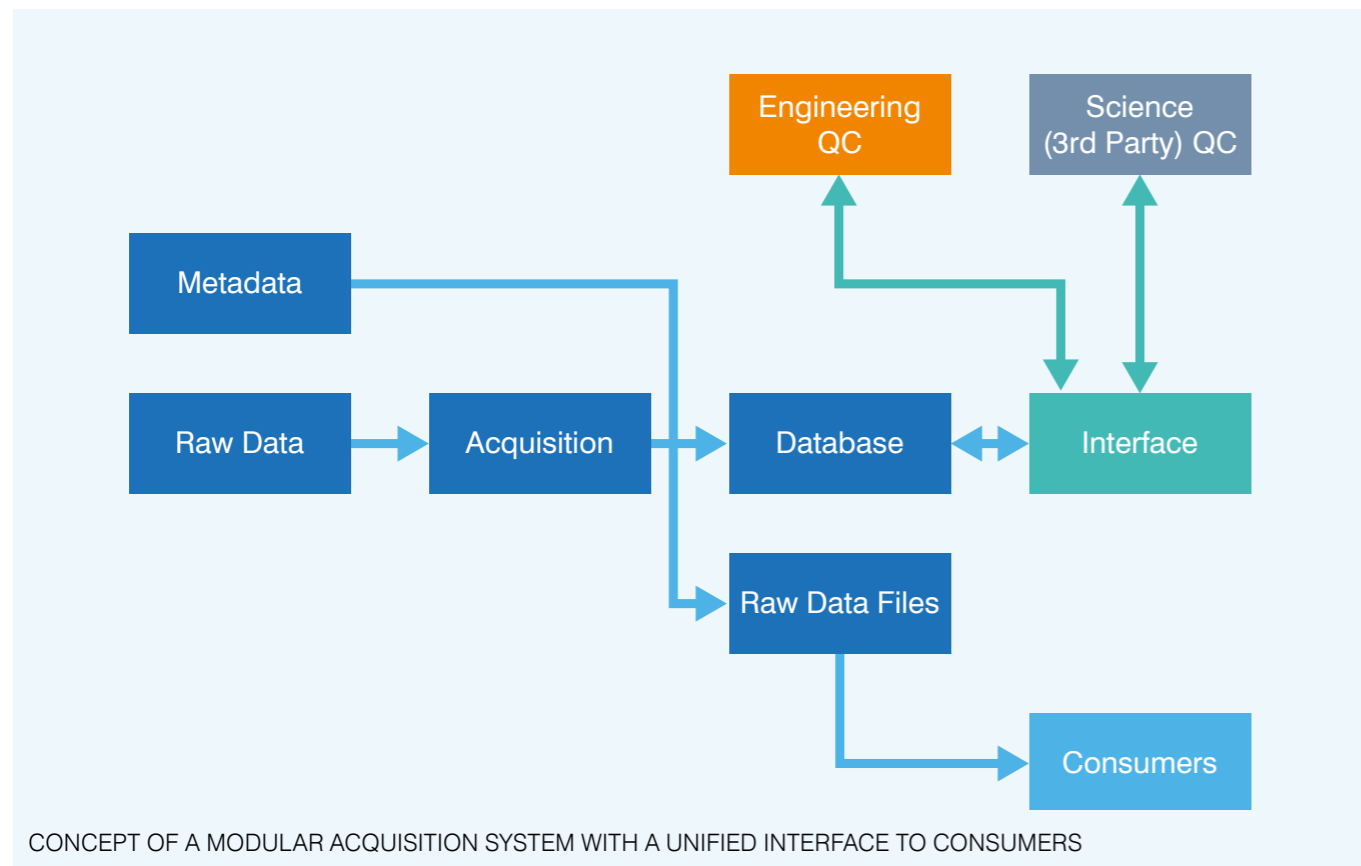 Engineering
QC
Science
(3rd Party) QC
Metadata
Raw Data
Acquisition
Database
Interface
Raw Data Files
Consumers
CONCEPT OF A MODULAR ACQUISITION SYSTEM WITH A UNIFIED INTERFACE TO CONSUMERS